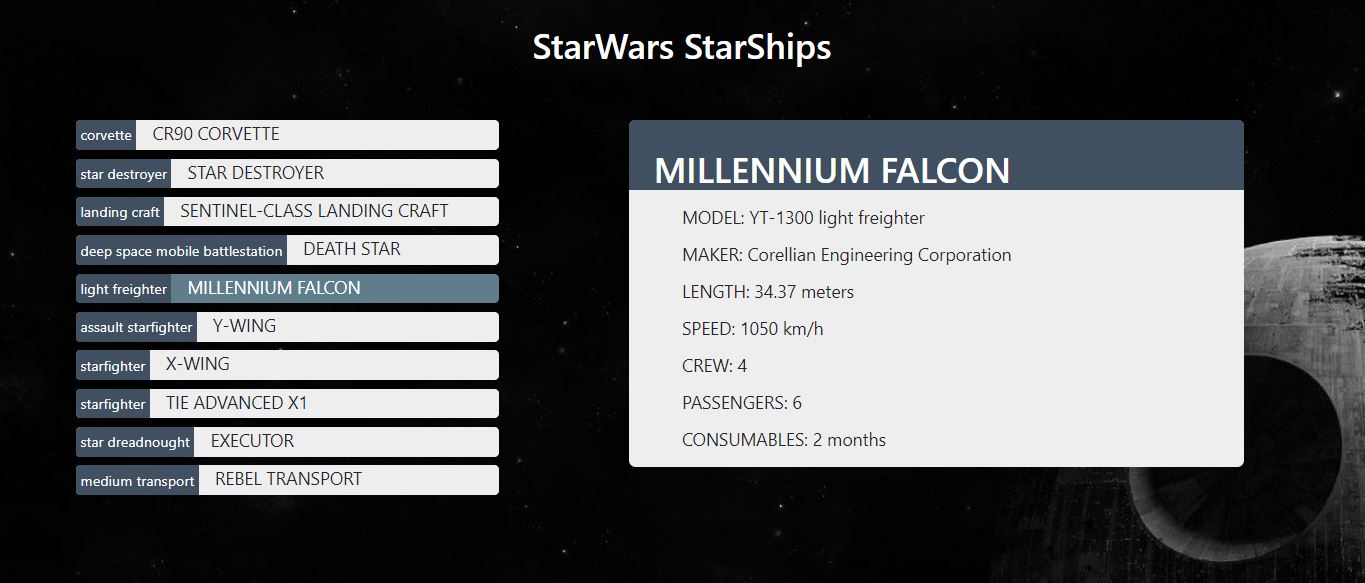 StarWars StarShips
corvette CR90 CORVETTE
star destroyer STAR DESTROYER
landing craft SENTINEL-CLASS LANDING CRAFT
deep space mobile battlestation DEATH STAR
light freighter MILLENNIUM FALCON
assault starfighter Y-WING
starfighter X-WING
starfighter TIE ADVANCED X1
star dreadnought EXECUTOR
medium transport REBEL TRANSPORT
MILLENNIUM FALCON
MODEL: YT-1300 light freighter
MAKER: Corellian Engineering Corporation
LENGTH: 34.37 meters
SPEED: 1050 km/h
CREW: 4
PASSENGERS: 6
CONSUMABLES: 2 months